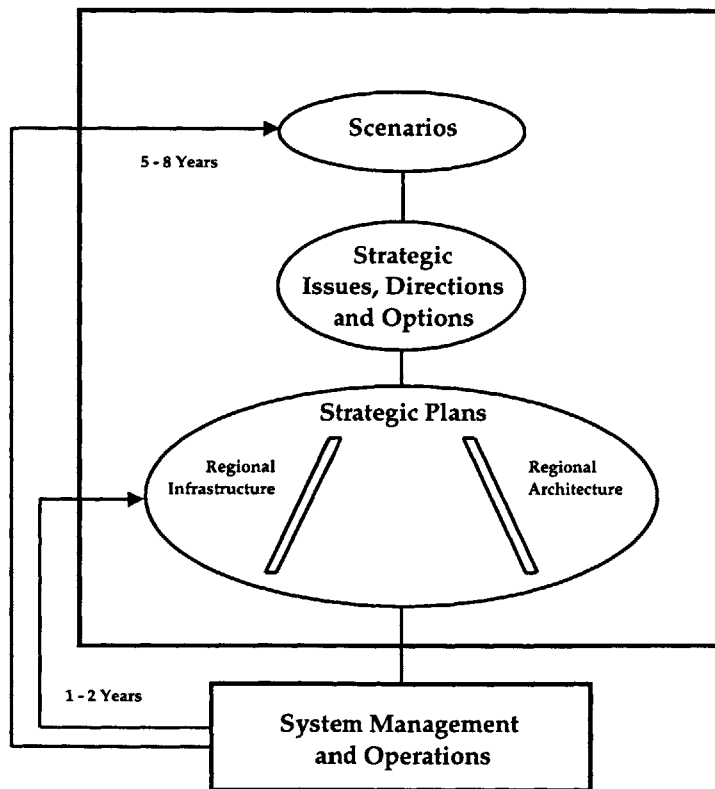 Scenarios
5 - 8 Years
Strategic
Issues, Directions
and Options
Strategic Plans
Regional
Infrastructure
Regional
Architecture
1 - 2 Years
System Management
and Operations